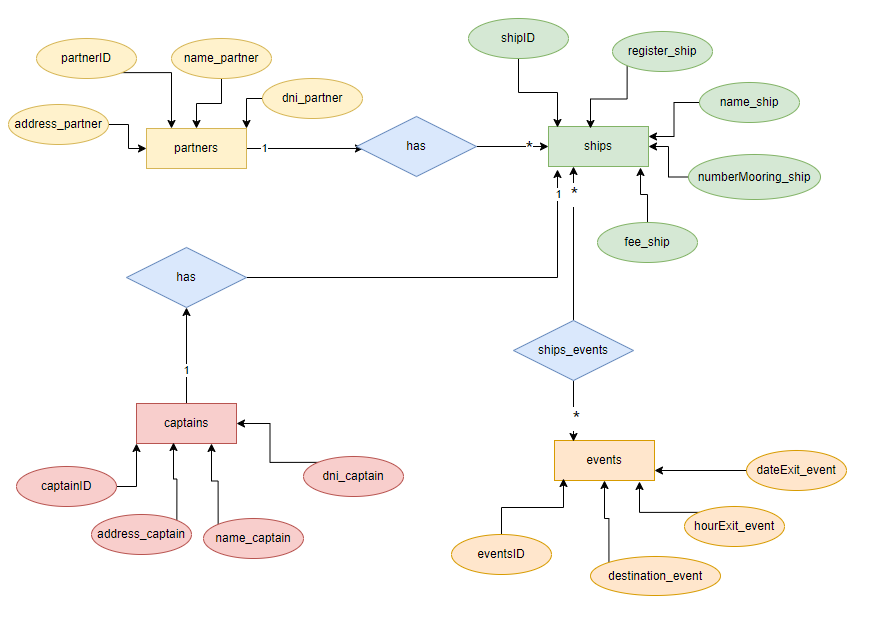 shipID
partnerID
name_partner
register_ship
dni_partner
name_ship
address_partner
partners
1
has
*
ships
numberMooring_ship
1
*
fee_ship
has
ships_events
1
*
captains
events
dni_captain
dateExit_event
captainID
hourExit_event
address_captain
name_captain
eventsID
destination_event